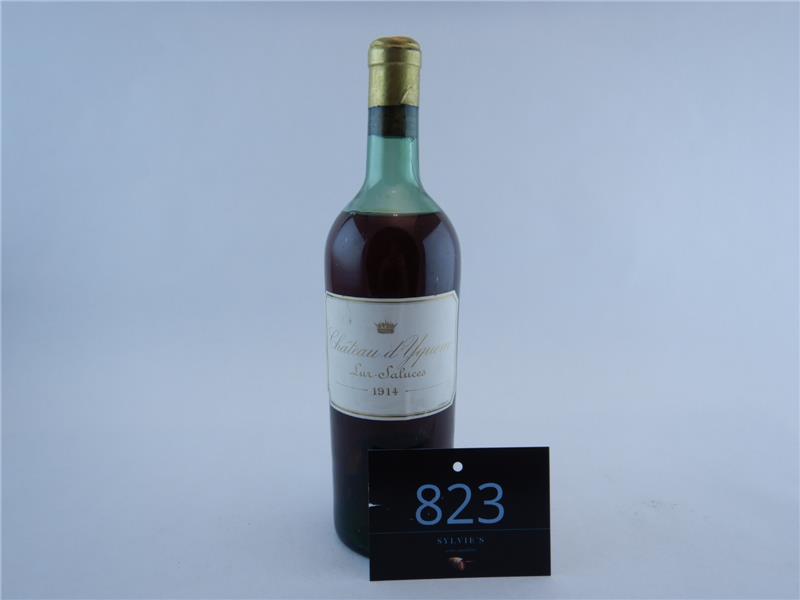 Château d'Yquem
Lur-Saluces
1914
823
SYLVIE'S